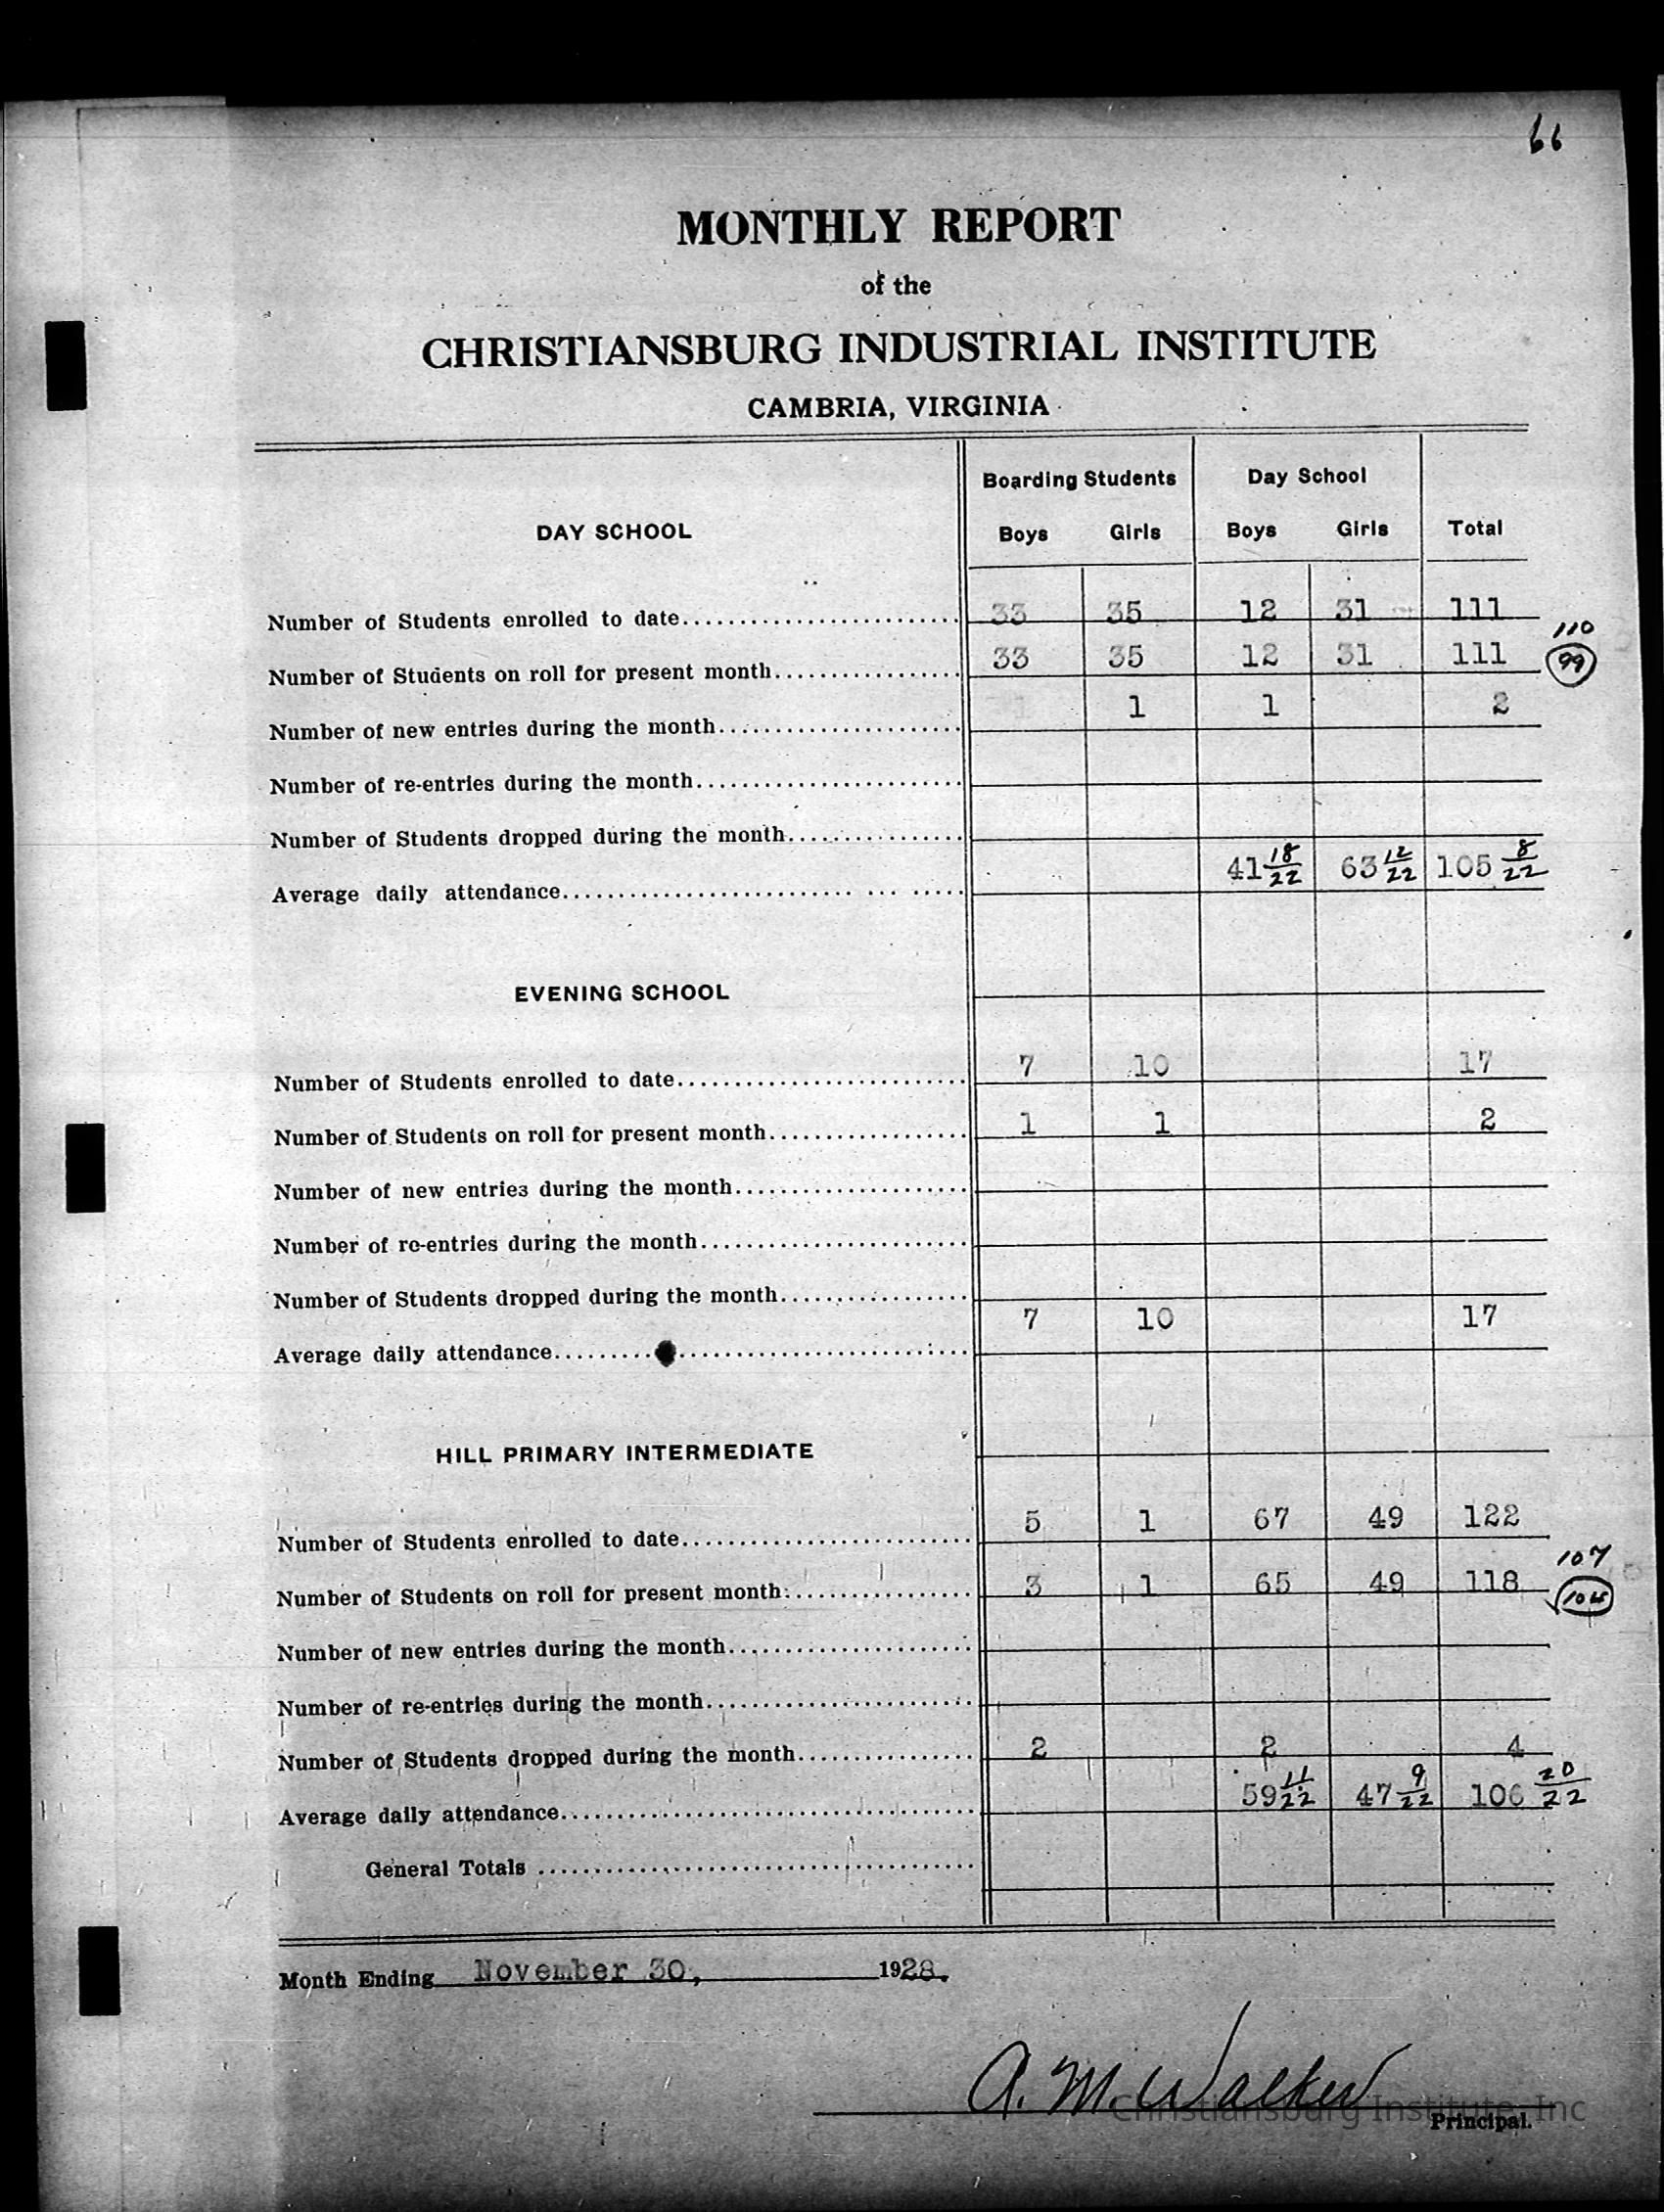 66
MONTHLY REPORT
of the
CHRISTIANSBURG INDUSTRIAL INSTITUTE
CAMBRIA, VIRGINIA
Boarding Students Day School
DAY SCHOOL Boys Girls Boys Girls Total
Number of Students enrolled to date 33 35 12 31 111
110
Number of Students on roll for present month 33 35 12 31 111 99
Number of new entries during the month 1 1 2
Number of re-entries during the month
Number of Students dropped during the month
Average daily attendance 41 18/22 63 12/22 105 8/22
EVENING SCHOOL
Number of Students enrolled to date 7 10 17
Number of Students on roll for present month 1 1 2
Number of new entries during the month
Number of re-entries during the month
Number of Students dropped during the month
Average daily attendance 7 10 17
HILL PRIMARY INTERMEDIATE
Number of Students enrolled to date 5 1 67 49 122
107
Number of Students on roll for present month 3 1 65 49 118
Number of new entries during the month
Number of re-entries during the month
Number of Students dropped during the month 2 2 4
Average daily attendance 59 11/22 47 9/22 106 20/22
General Totals
Month Ending November 30, 1928.
A. M. Walker
Christiansburg Institute, Inc
Principal.